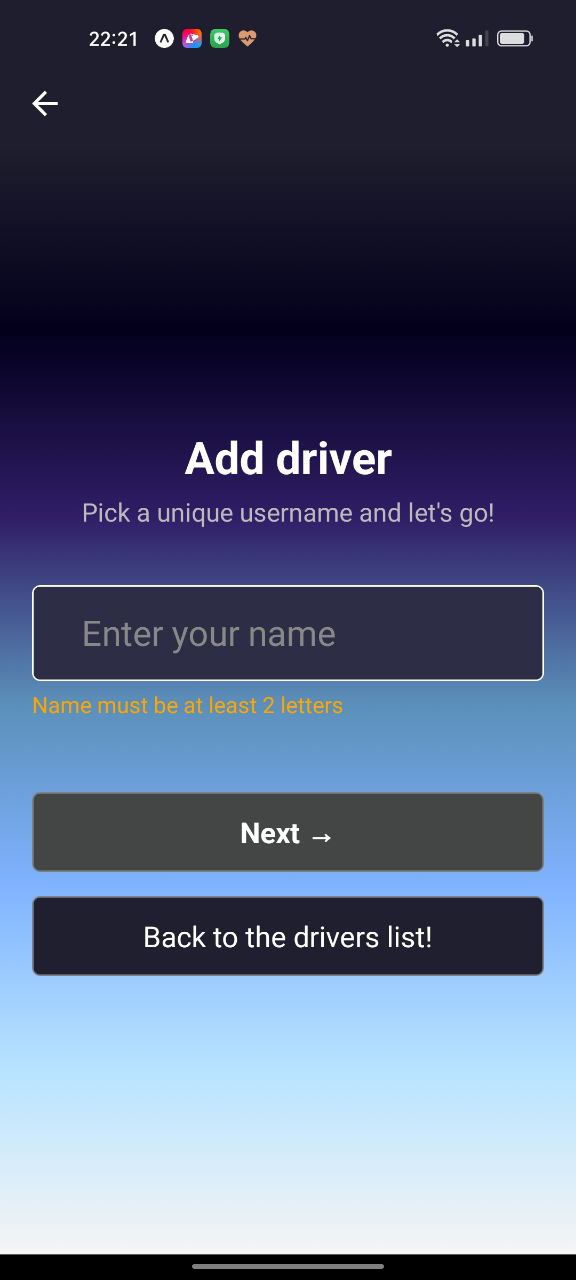 22:21
Add driver
Pick a unique username and let's go!
Enter your name
Name must be at least 2 letters
Next →
Back to the drivers list!